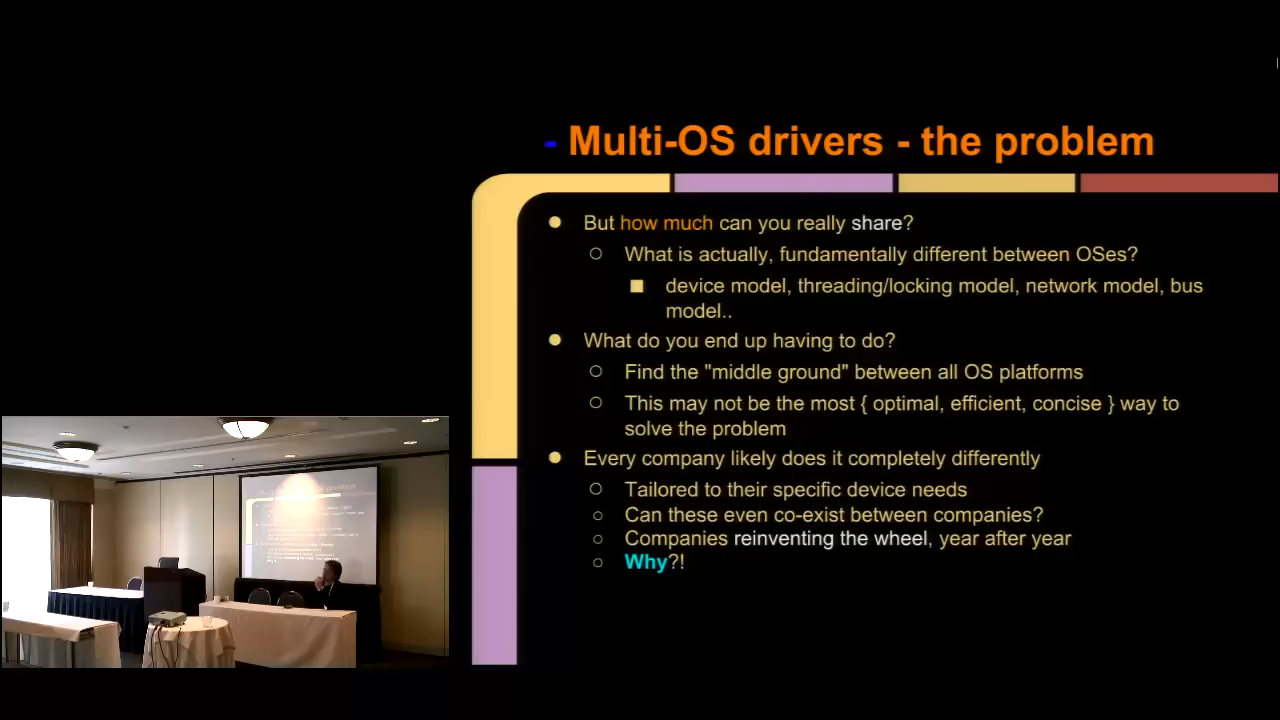 - Multi-OS drivers - the problem
● But how much can you really share?
○ What is actually, fundamentally different between OSes?
■ device model, threading/locking model, network model, bus
model..
● What do you end up having to do?
○ Find the "middle ground" between all OS platforms
○ This may not be the most { optimal, efficient, concise } way to
solve the problem
● Every company likely does it completely differently
○ Tailored to their specific device needs
○ Can these even co-exist between companies?
○ Companies reinventing the wheel, year after year
○ Why?!